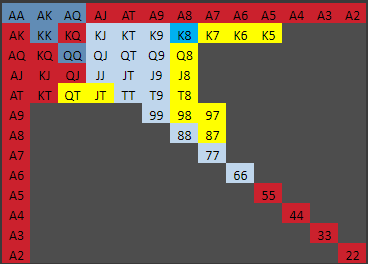 AA AK AQ AJ AT A9 A8 A7 A6 A5 A4 A3 A2
AK KK KQ KJ KT K9 K8 K7 K6 K5
AQ KQ QQ QJ QT Q9 Q8
AJ KJ QJ JJ JT J9 J8
AT KT QT JT TT T9 T8
A9 99 98 97
A8 88 87
A7 77
A6 66
A5 55
A4 44
A3 33
A2 22